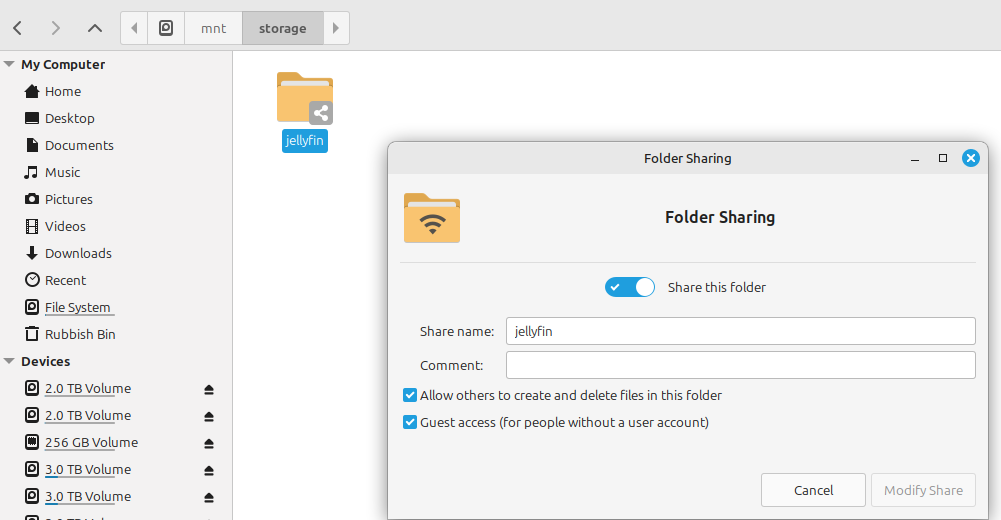 mnt
storage
My Computer
Home
Desktop
Documents
Music
Pictures
Videos
Downloads
Recent
File System
Rubbish Bin
Devices
2.0 TB Volume
2.0 TB Volume
256 GB Volume
3.0 TB Volume
3.0 TB Volume
jellyfin
Folder Sharing
Folder Sharing
Share this folder
Share name: jellyfin
Comment:
Allow others to create and delete files in this folder
Guest access (for people without a user account)
Cancel
Modify Share